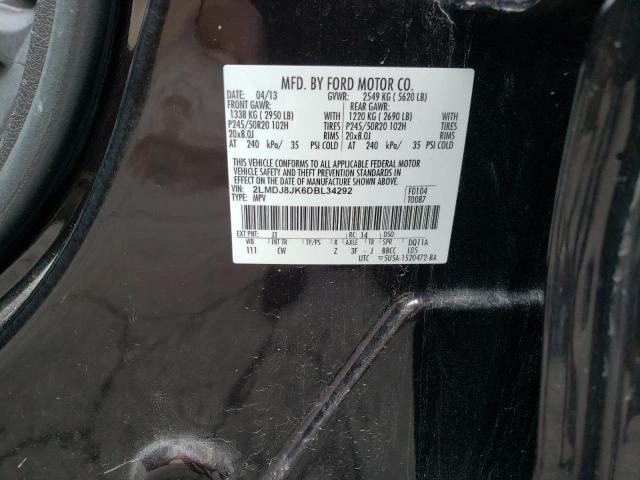 MFD. BY FORD MOTOR CO.
DATE: 04/13 GVWR: 2549 KG ( 5620 LB)
FRONT GAWR: REAR GAWR:
1338 KG ( 2950 LB) WITH 1220 KG ( 2690 LB) WITH
P245/50R20 102H TIRES P245/50R20 102H TIRES
20x8.0J RIMS 20x8.0J RIMS
AT 240 kPa/ 35 PSI COLD AT 240 kPa/ 35 PSI COLD
THIS VEHICLE CONFORMS TO ALL APPLICABLE FEDERAL MOTOR
VEHICLE SAFETY AND THEFT PREVENTION STANDARDS IN EFFECT
ON THE DATE OF MANUFACTURE SHOWN ABOVE.
VIN: 2LMDJ8JK6DBL34292 F0104
TYPE: MPV T0087
EXT PNT: J1 RC: 14 DSO:
WB INT TR TP/PS R AXLE TR SPR DQ11A
111 CW Z 3F J BBCC L05
UTC ▽5U5A-1520472-BA